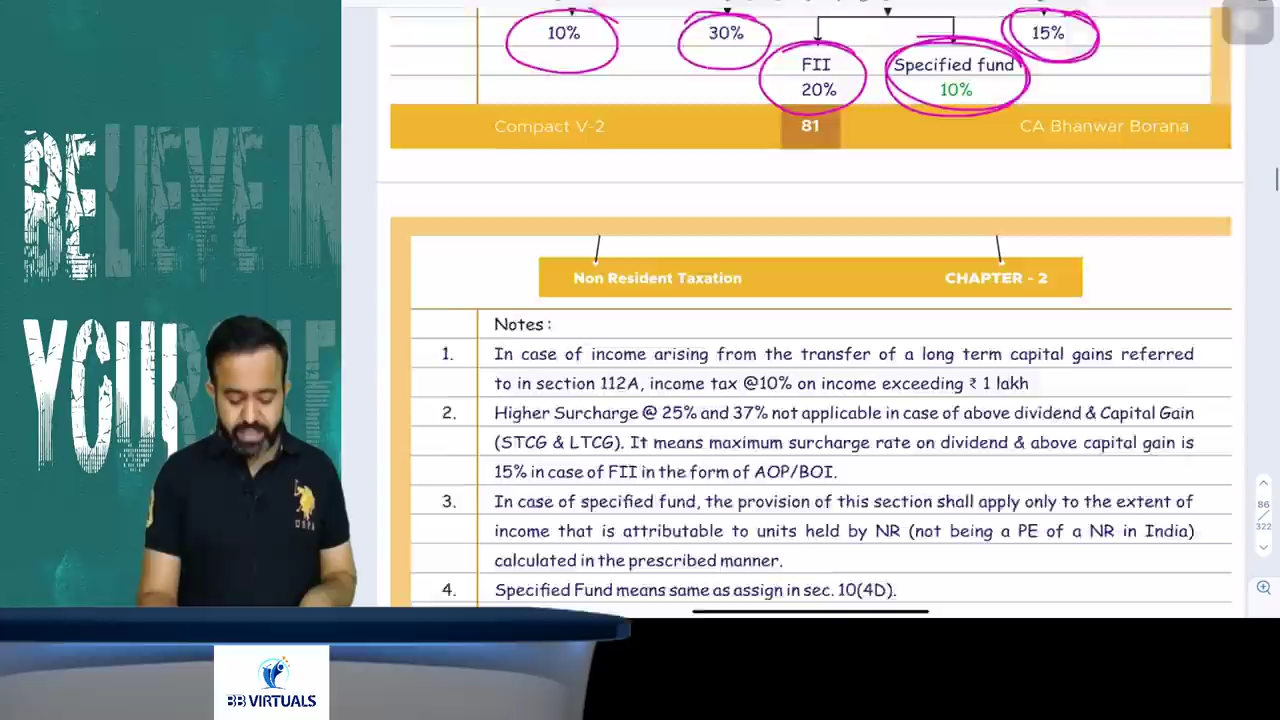 10%
30%
15%
FII
Specified fund
20%
10%
Compact V-2
81
CA Bhanwar Borana
BELIEVE IN
Non Resident Taxation
CHAPTER - 2
Notes :
1. In case of income arising from the transfer of a long term capital gains referred
to in section 112A, income tax @10% on income exceeding ₹ 1 lakh
2. Higher Surcharge @ 25% and 37% not applicable in case of above dividend & Capital Gain
(STCG & LTCG). It means maximum surcharge rate on dividend & above capital gain is
15% in case of FII in the form of AOP/BOI.
3. In case of specified fund, the provision of this section shall apply only to the extent of
income that is attributable to units held by NR (not being a PE of a NR in India)
calculated in the prescribed manner.
4. Specified Fund means same as assign in sec. 10(4D).
86
322
BB VIRTUALS